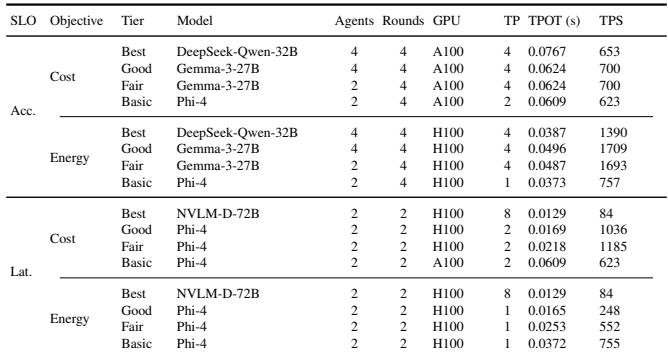 SLO Objective Tier Model Agents Rounds GPU TP TPOT (s) TPS
Best DeepSeek-Qwen-32B 4 4 A100 4 0.0767 653
Cost
Good Gemma-3-27B 4 4 A100 4 0.0624 700
Fair Gemma-3-27B 2 4 A100 4 0.0624 700
Basic Phi-4 2 4 A100 2 0.0609 623
Acc.
Best DeepSeek-Qwen-32B 4 4 H100 4 0.0387 1390
Energy
Good Gemma-3-27B 4 4 H100 4 0.0496 1709
Fair Gemma-3-27B 2 4 H100 4 0.0487 1693
Basic Phi-4 2 4 H100 1 0.0373 757
Best NVLM-D-72B 2 2 H100 8 0.0129 84
Cost
Good Phi-4 2 2 H100 2 0.0169 1036
Fair Phi-4 2 2 H100 2 0.0218 1185
Basic Phi-4 2 2 A100 2 0.0609 623
Lat.
Best NVLM-D-72B 2 2 H100 8 0.0129 84
Energy
Good Phi-4 2 2 H100 1 0.0165 248
Fair Phi-4 2 2 H100 1 0.0253 552
Basic Phi-4 2 2 H100 1 0.0372 755